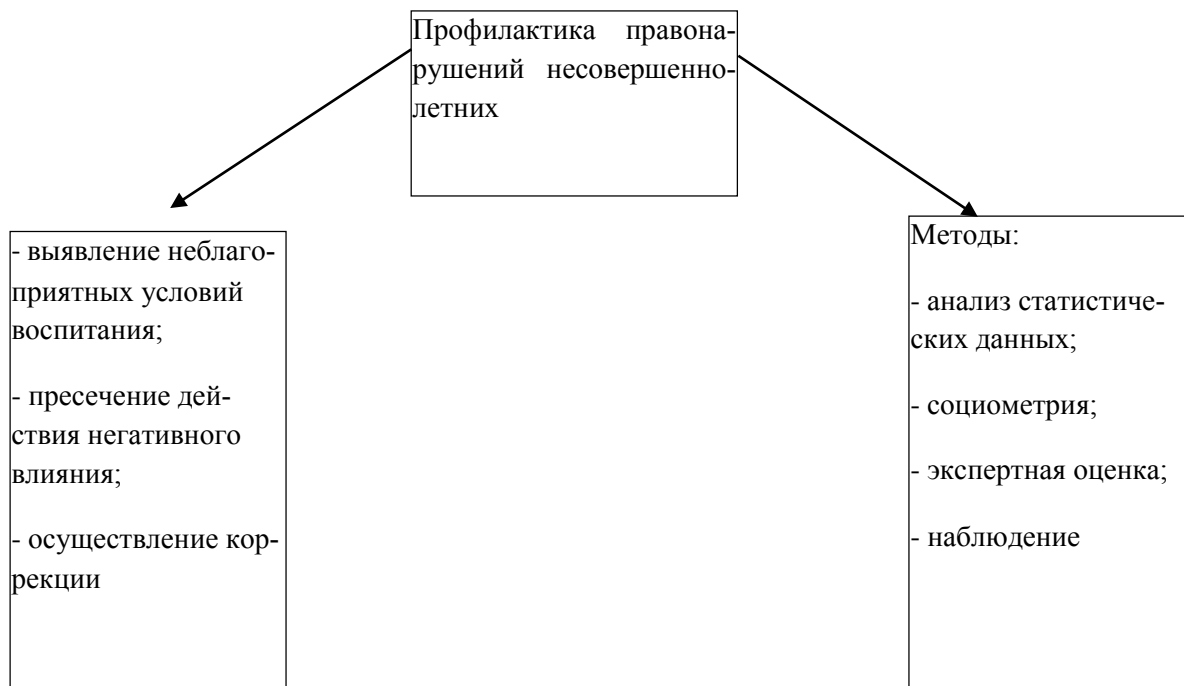 Профилактика правона-
рушений несовершенно-
летних
- выявление неблаго-
приятных условий
воспитания;
- пресечение дей-
ствия негативного
влияния;
- осуществление кор-
рекции
Методы:
- анализ статистиче-
ских данных;
- социометрия;
- экспертная оценка;
- наблюдение